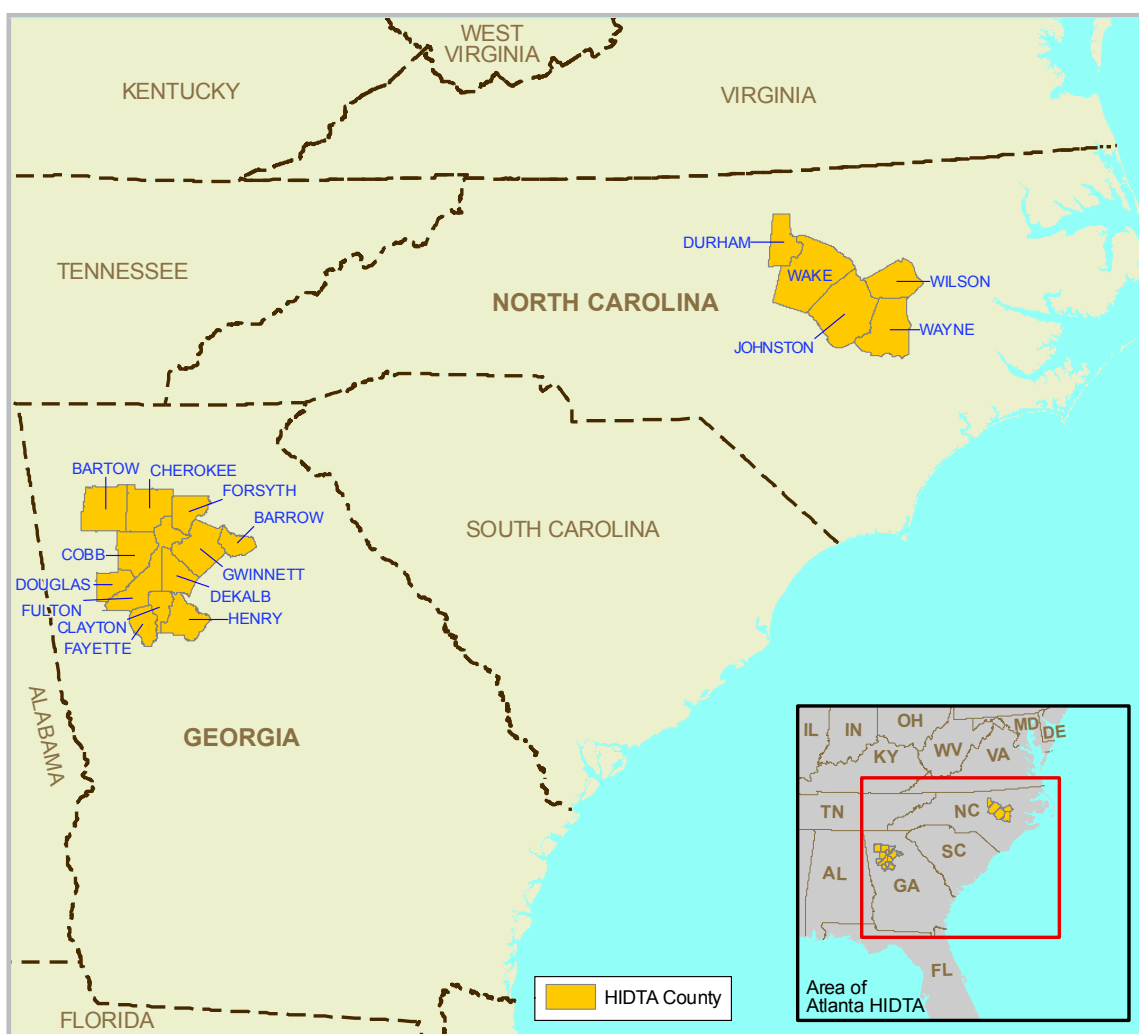 WEST
VIRGINIA
KENTUCKY
VIRGINIA
TENNESSEE
NORTH CAROLINA
DURHAM
WAKE
WILSON
WAYNE
JOHNSTON
BARTOW
CHEROKEE
FORSYTH
BARROW
COBB
GWINNETT
DOUGLAS
DEKALB
FULTON
HENRY
CLAYTON
FAYETTE
SOUTH CAROLINA
ALABAMA
GEORGIA
FLORIDA
HIDTA County
IL
IN
OH
MD
DE
KY
WV
VA
TN
NC
SC
AL
GA
FL
Area of
Atlanta HIDTA